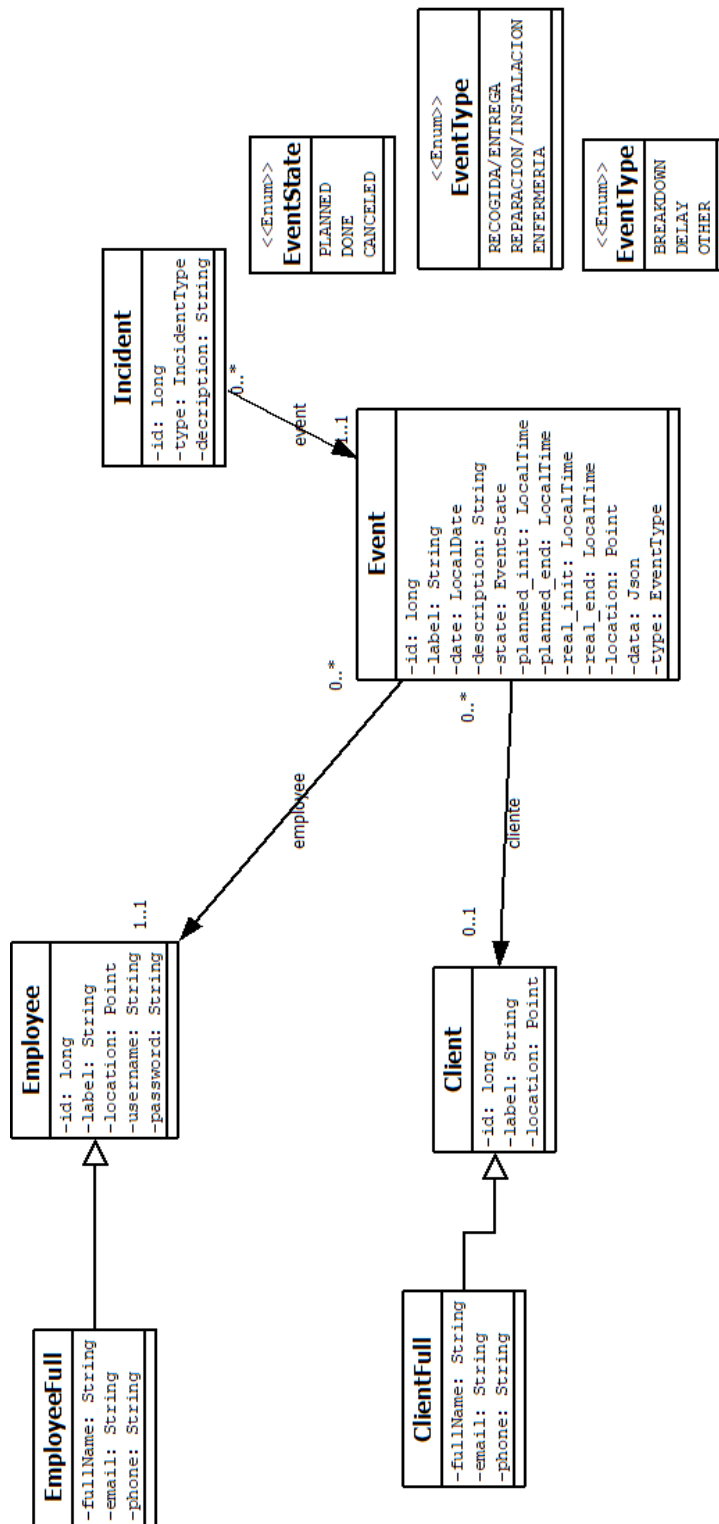 EmployeeFull
-fullName: String
-email: String
-phone: String
Employee
-id: long
-label: String
-location: Point
-username: String
-password: String
1..1
employee
0..*
ClientFull
-fullName: String
-email: String
-phone: String
Client
-id: long
-label: String
-location: Point
0..1
cliente
0..*
Event
-id: long
-label: String
-date: LocalDate
-description: String
-state: EventState
-planned_init: LocalTime
-planned_end: LocalTime
-real_init: LocalTime
-real_end: LocalTime
-location: Point
-data: Json
-type: EventType
1..1
event
0..*
Incident
-id: long
-type: IncidentType
-decription: String
<<Enum>>
EventState
PLANNED
DONE
CANCELED
<<Enum>>
EventType
RECOGIDA/ENTREGA
REPARACION/INSTALACION
ENFERMERIA
<<Enum>>
EventType
BREAKDOWN
DELAY
OTHER